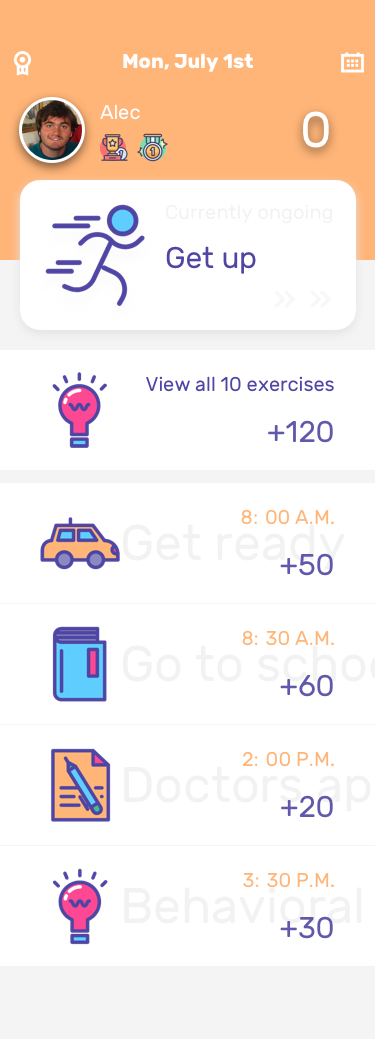 Mon, July 1st
Alec
0
Currently ongoing
Get up
View all 10 exercises
+120
8: 00 A.M.
Get ready
+50
8: 30 A.M.
Go to schoo
+60
2: 00 P.M.
Doctors ap
+20
3: 30 P.M.
Behavioral
+30